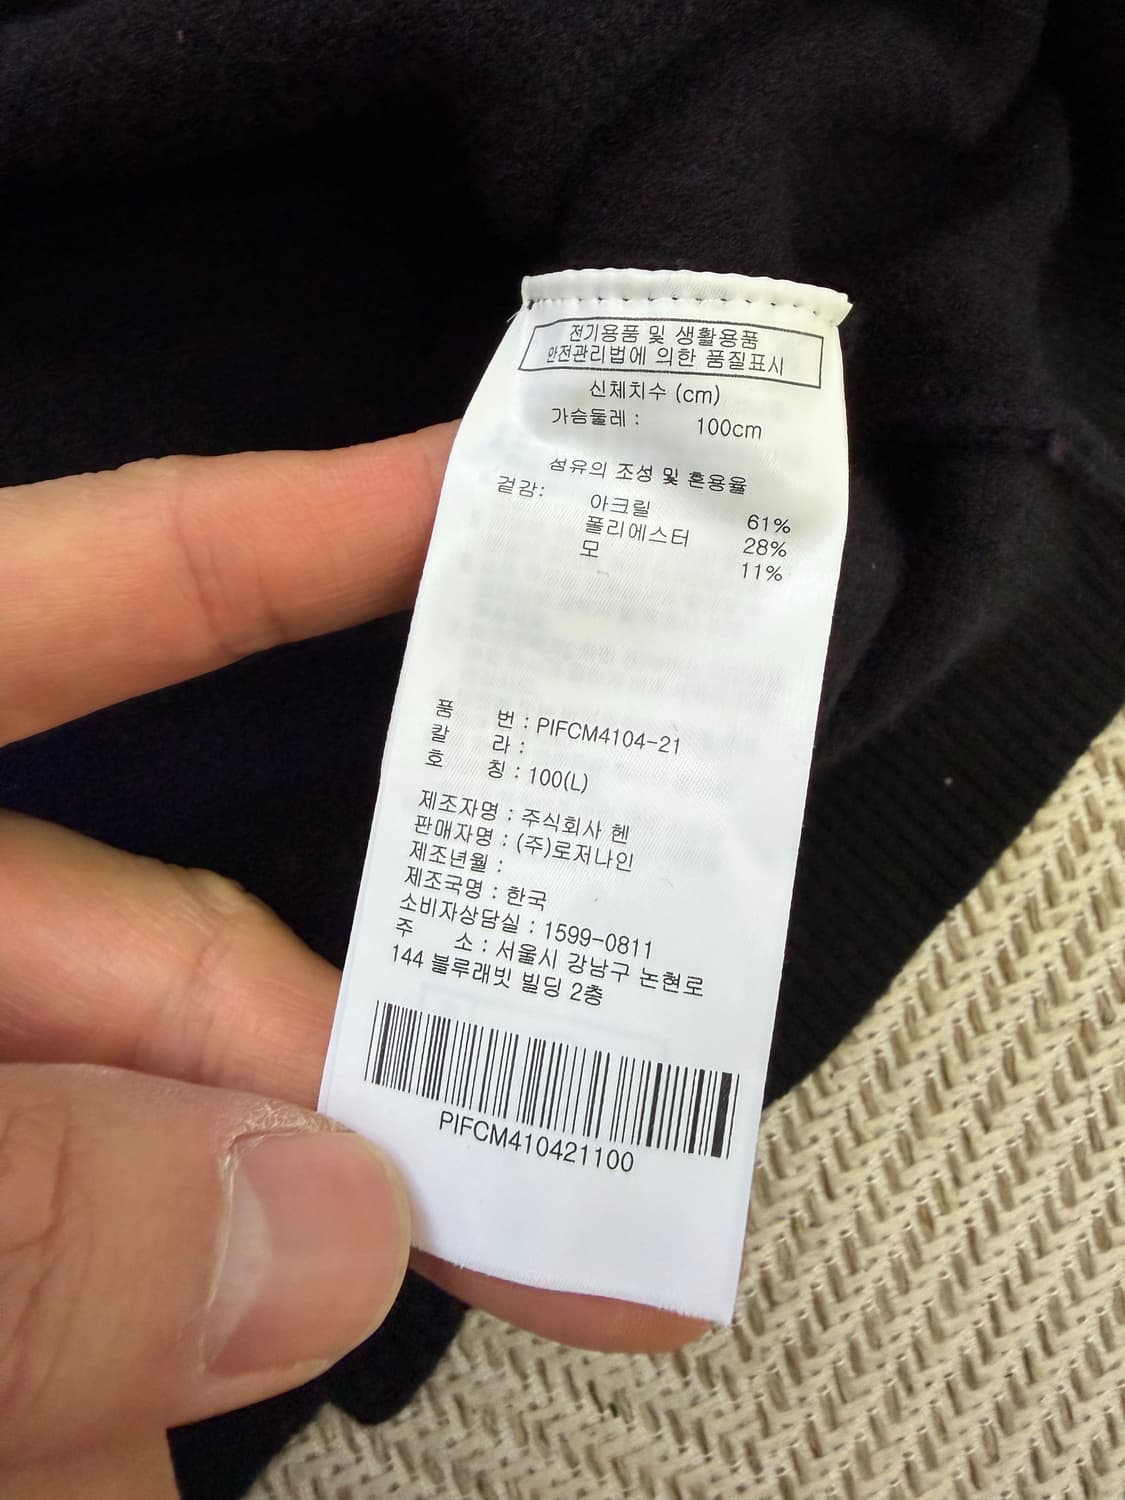 전기용품 및 생활용품
안전관리법에 의한 품질표시
신체치수 (cm)
가슴둘레 : 100cm
섬유의 조성 및 혼용율
겉감: 아크릴 61%
폴리에스터 28%
모 11%
품 번 : PIFCM4104-21
칼 라 :
호 칭 : 100(L)
제조자명 : 주식회사 헨
판매자명 : (주)로저나인
제조년월 :
제조국명 : 한국
소비자상담실 : 1599-0811
주 소 : 서울시 강남구 논현로
144 블루래빗 빌딩 2층
PIFCM410421100